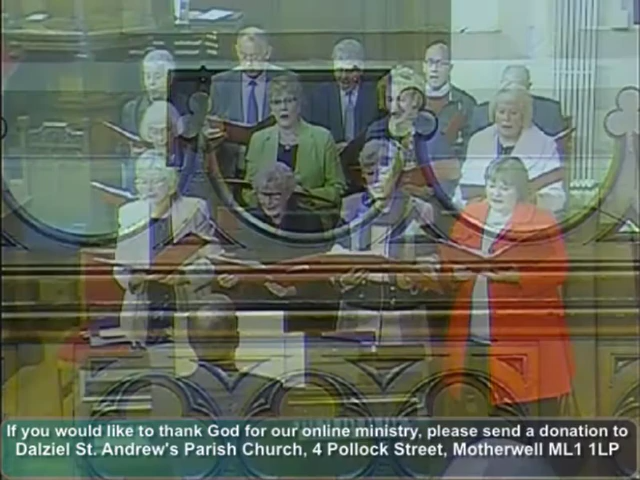 If you would like to thank God for our online ministry, please send a donation to
Dalziel St. Andrew's Parish Church, 4 Pollock Street, Motherwell ML1 1LP